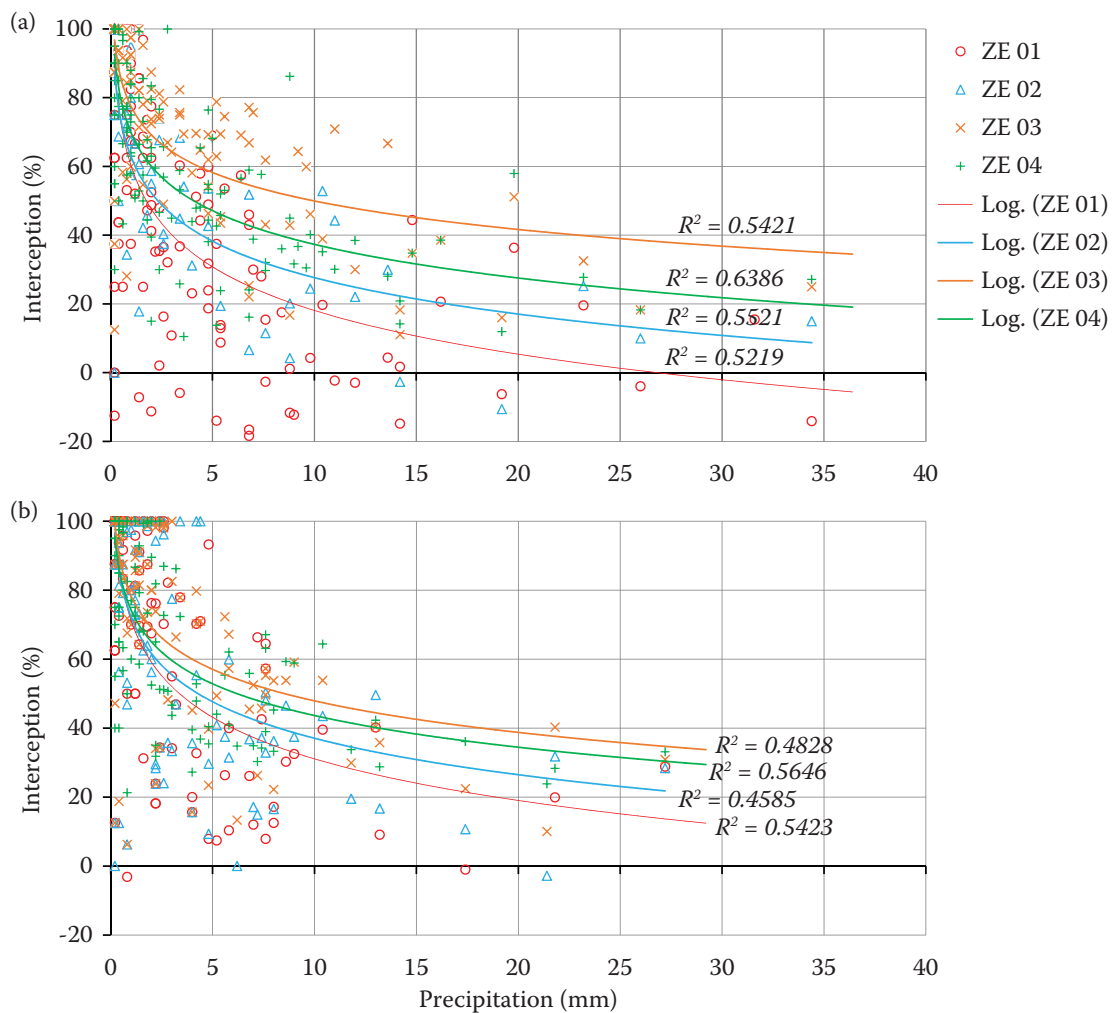 (a)
100
80
60
40
20
0
-20
Interception (%)
R² = 0.5421
R² = 0.6386
R² = 0.5521
R² = 0.5219
0 5 10 15 20 25 30 35 40
ZE 01
ZE 02
ZE 03
ZE 04
Log. (ZE 01)
Log. (ZE 02)
Log. (ZE 03)
Log. (ZE 04)
(b)
100
80
60
40
20
0
-20
Interception (%)
R² = 0.4828
R² = 0.5646
R² = 0.4585
R² = 0.5423
0 5 10 15 20 25 30 35 40
Precipitation (mm)